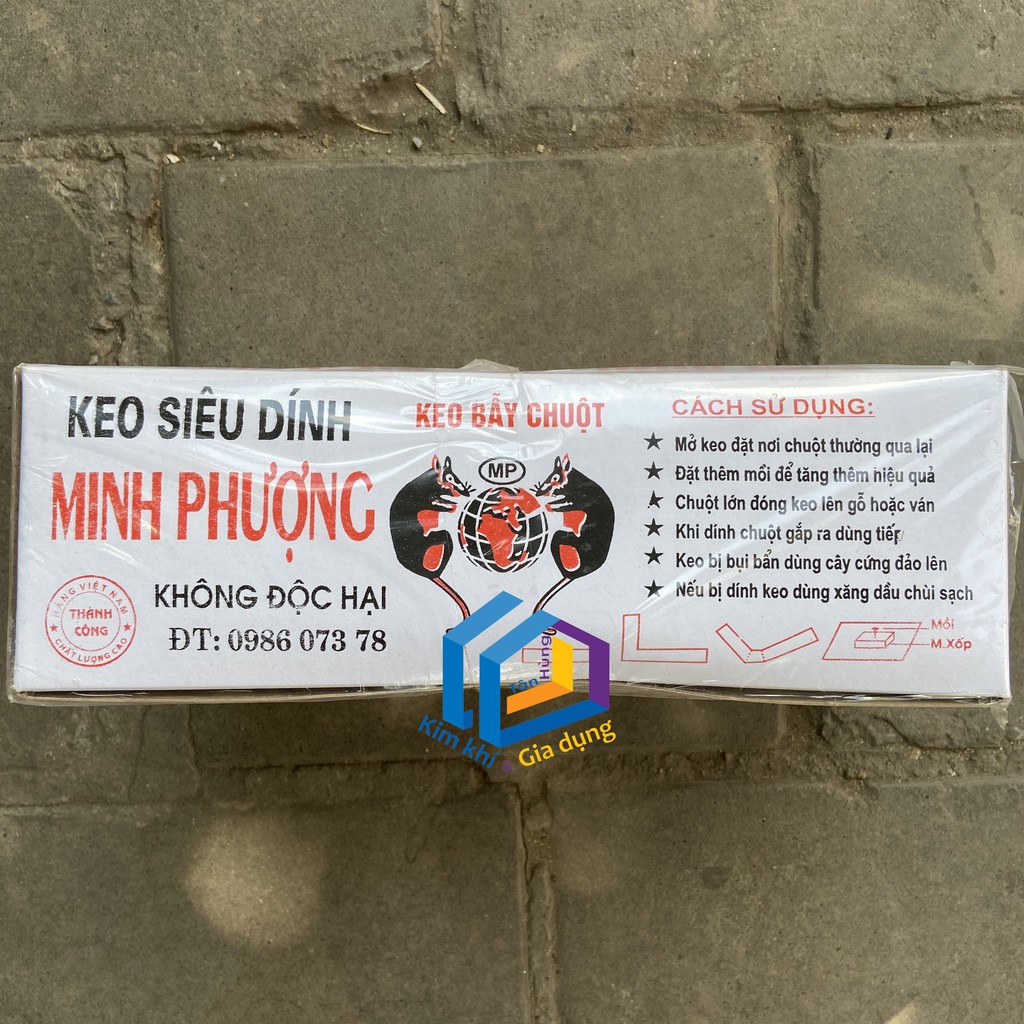 KEO SIÊU DÍNH
MINH PHƯỢNG
KHÔNG ĐỘC HẠI
ĐT: 0986 073 78
HÀNG VIỆT NAM
THÀNH
CÔNG
CHẤT LƯỢNG CAO
KEO BẪY CHUỘT
MP
CÁCH SỬ DỤNG:
★ Mở keo đặt nơi chuột thường qua lại
★ Đặt thêm mồi để tăng thêm hiệu quả
★ Chuột lớn đóng keo lên gỗ hoặc ván
★ Khi dính chuột gắp ra dùng tiếp
★ Keo bị bụi bẩn dùng cây cứng đảo lên
★ Nếu bị dính keo dùng xăng dầu chùi sạch
Mồi
M.Xốp
Tân
Hùng
Kim khí & Gia dụng